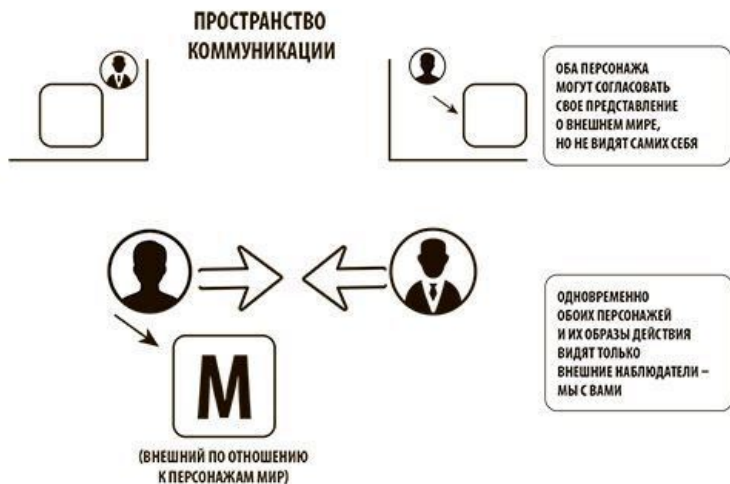 ПРОСТРАНСТВО
КОММУНИКАЦИИ
ОБА ПЕРСОНАЖА
МОГУТ СОГЛАСОВАТЬ
СВОЕ ПРЕДСТАВЛЕНИЕ
О ВНЕШНЕМ МИРЕ,
НО НЕ ВИДЯТ САМИХ СЕБЯ
ОДНОВРЕМЕННО
ОБОИХ ПЕРСОНАЖЕЙ
И ИХ ОБРАЗЫ ДЕЙСТВИЯ
ВИДЯТ ТОЛЬКО
ВНЕШНИЕ НАБЛЮДАТЕЛИ –
МЫ С ВАМИ
М
(ВНЕШНИЙ ПО ОТНОШЕНИЮ
К ПЕРСОНАЖАМ МИР)